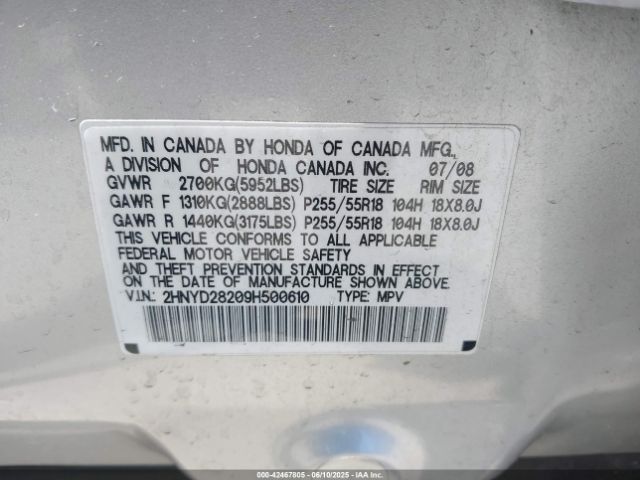 MFD. IN CANADA BY HONDA OF CANADA MFG.,
A DIVISION OF HONDA CANADA INC. 07/08
GVWR 2700KG(5952LBS) TIRE SIZE RIM SIZE
GAWR F 1310KG(2888LBS) P255/55R18 104H 18X8.0J
GAWR R 1440KG(3175LBS) P255/55R18 104H 18X8.0J
THIS VEHICLE CONFORMS TO ALL APPLICABLE
FEDERAL MOTOR VEHICLE SAFETY
AND THEFT PREVENTION STANDARDS IN EFFECT
ON THE DATE OF MANUFACTURE SHOWN ABOVE.
V.I.N.: 2HNYD28209H500610 TYPE: MPV
000-42467805 - 06/10/2025 - IAA Inc.